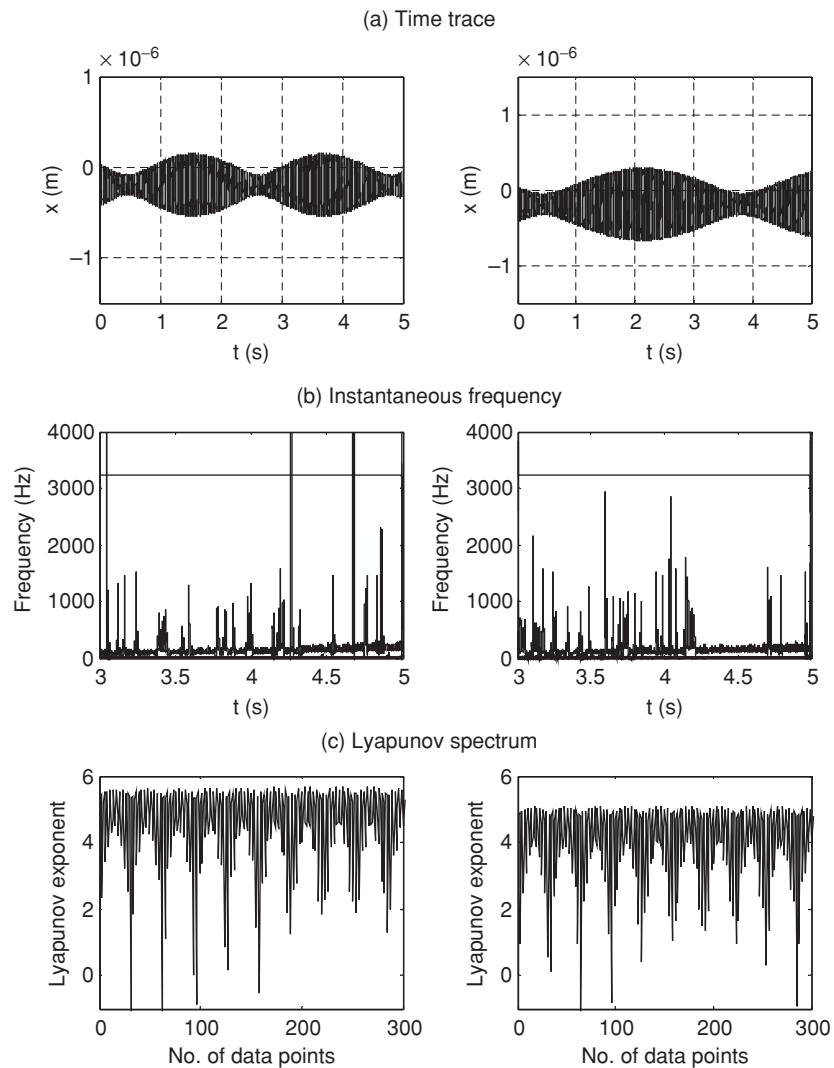 (a) Time trace
× 10–6
× 10–6
1
0
–1
x (m)
0 1 2 3 4 5
t (s)
1
0
–1
x (m)
0 1 2 3 4 5
t (s)
(b) Instantaneous frequency
4000
3000
2000
1000
0
Frequency (Hz)
3 3.5 4 4.5 5
t (s)
4000
3000
2000
1000
0
Frequency (Hz)
3 3.5 4 4.5 5
t (s)
(c) Lyapunov spectrum
6
4
2
0
Lyapunov exponent
0 100 200 300
No. of data points
6
4
2
0
Lyapunov exponent
0 100 200 300
No. of data points